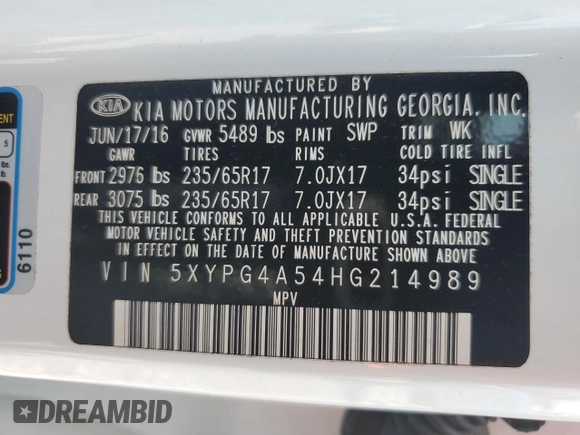 MANUFACTURED BY
KIA KIA MOTORS MANUFACTURING GEORGIA, INC.
JUN/17/16 GVWR 5489 lbs PAINT SWP TRIM WK
GAWR TIRES RIMS COLD TIRE INFL
FRONT 2976 lbs 235/65R17 7.0JX17 34psi SINGLE
REAR 3075 lbs 235/65R17 7.0JX17 34psi SINGLE
THIS VEHICLE CONFORMS TO ALL APPLICABLE U.S.A. FEDERAL
MOTOR VEHICLE SAFETY AND THEFT PREVENTION STANDARDS
IN EFFECT ON THE DATE OF MANUFACTURE SHOWN ABOVE.
VIN 5XYPG4A54HG214989
MPV
5
6110
DREAMBID